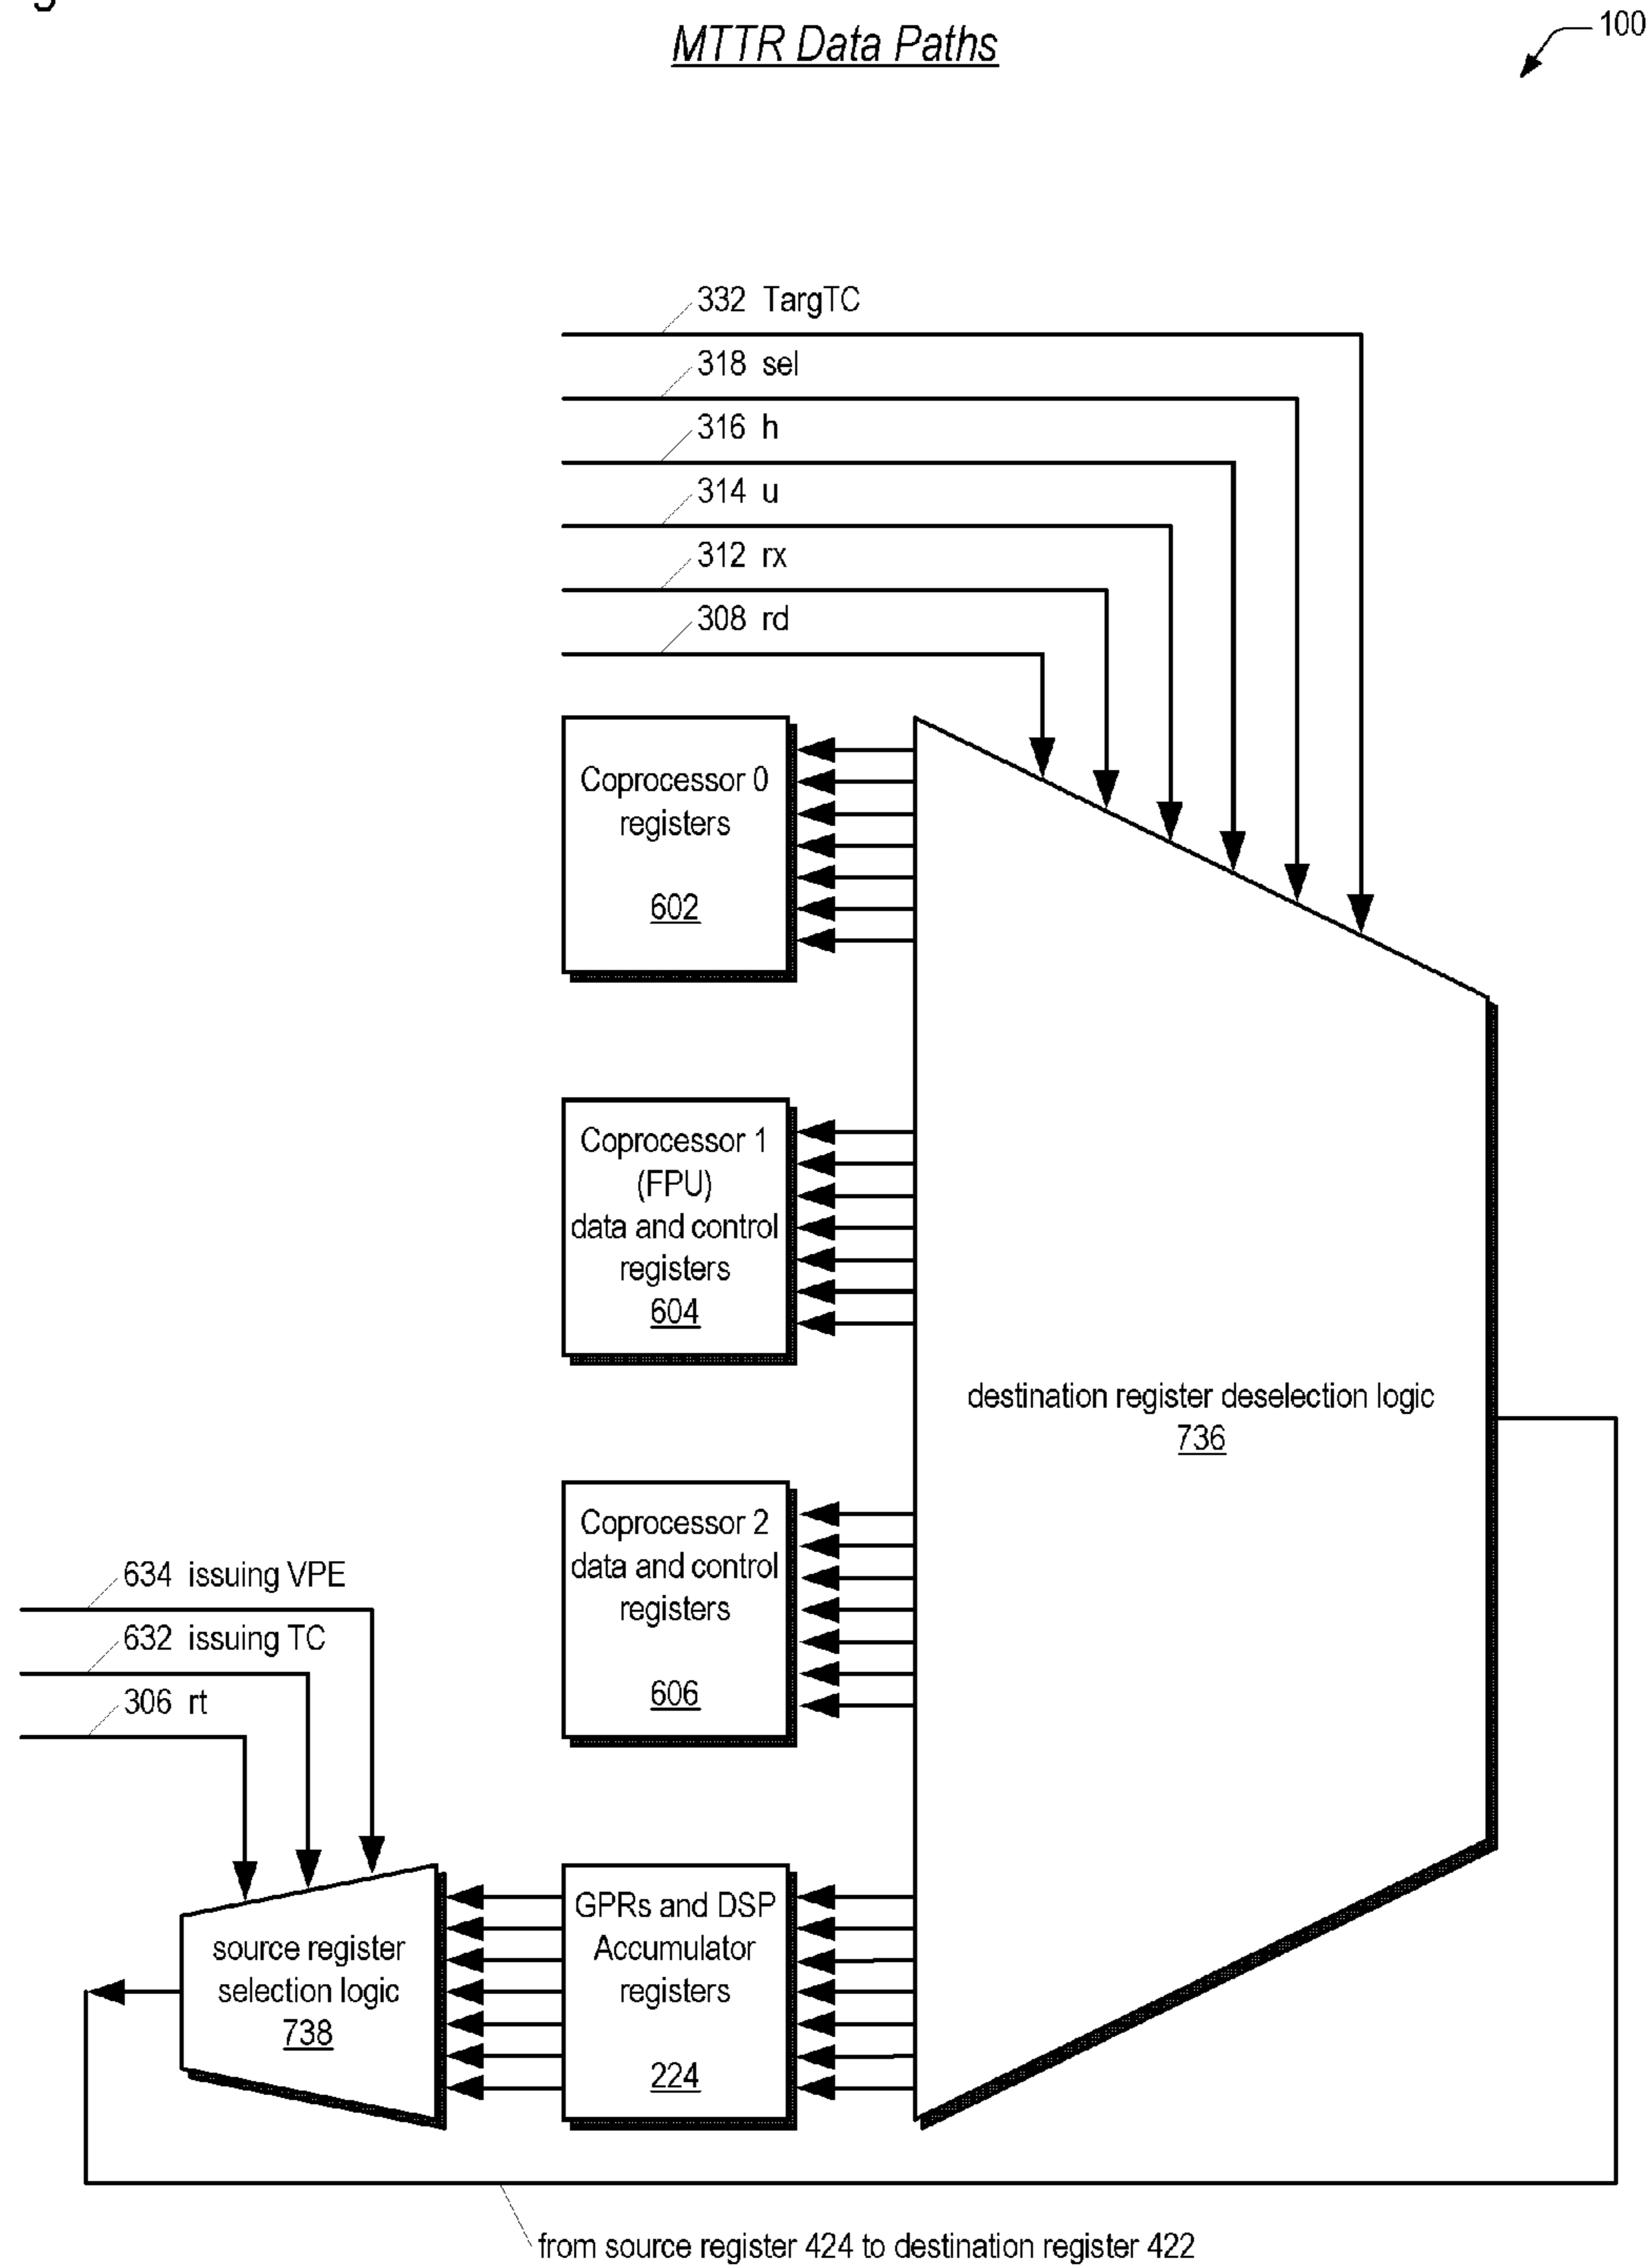 MTTR Data Paths
100
332 TargTC
318 sel
316 h
314 u
312 rx
308 rd
Coprocessor 0
registers
602
Coprocessor 1
(FPU)
data and control
registers
604
destination register deselection logic
736
Coprocessor 2
data and control
registers
606
634 issuing VPE
632 issuing TC
306 rt
source register
selection logic
738
GPRs and DSP
Accumulator
registers
224
from source register 424 to destination register 422